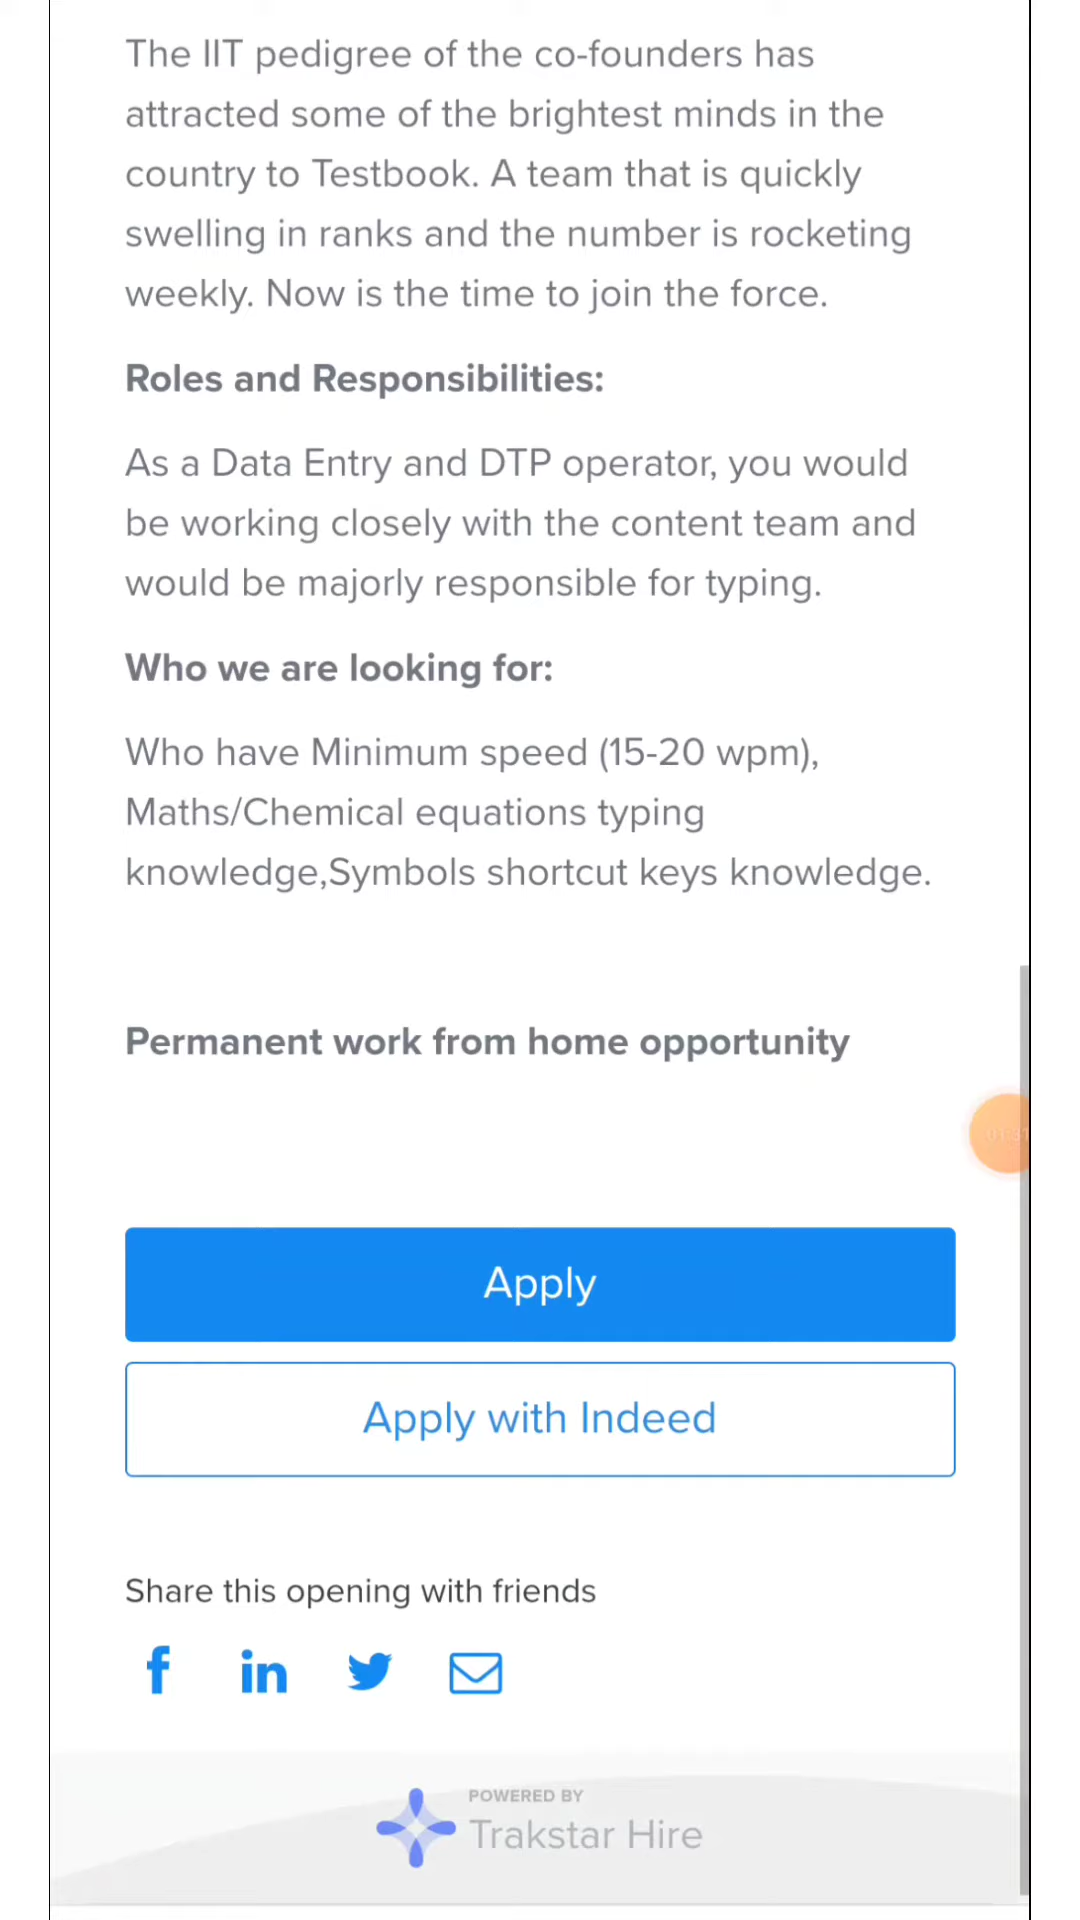 The IIT pedigree of the co-founders has
attracted some of the brightest minds in the
country to Testbook. A team that is quickly
swelling in ranks and the number is rocketing
weekly. Now is the time to join the force.
Roles and Responsibilities:
As a Data Entry and DTP operator, you would
be working closely with the content team and
would be majorly responsible for typing.
Who we are looking for:
Who have Minimum speed (15-20 wpm),
Maths/Chemical equations typing
knowledge,Symbols shortcut keys knowledge.
Permanent work from home opportunity
Apply
Apply with Indeed
Share this opening with friends
POWERED BY
Trakstar Hire